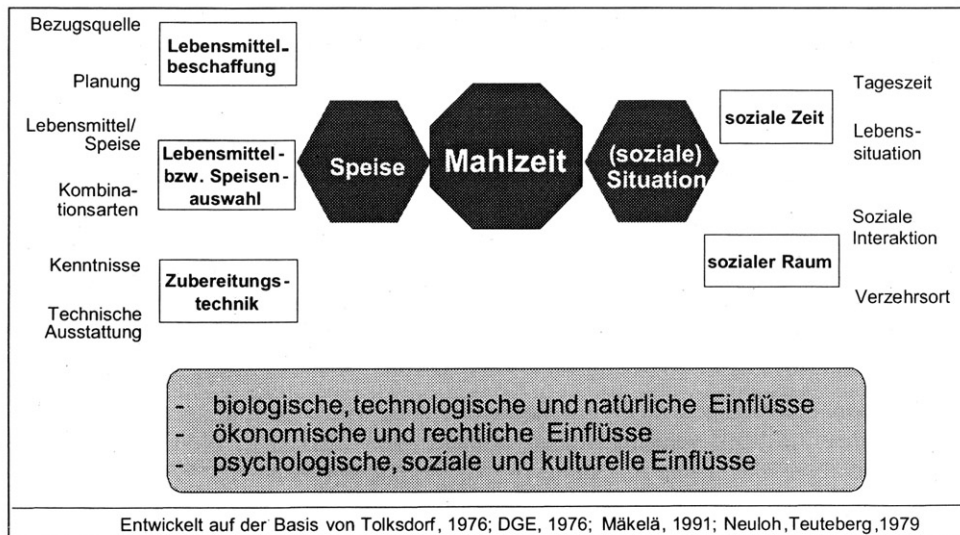 Bezugsquelle
Planung
Lebensmittel/
Speise
Kombina-
tionsarten
Kenntnisse
Technische
Ausstattung
Lebensmittel-
beschaffung
Lebensmittel-
bzw. Speisen-
auswahl
Zubereitungs-
technik
Speise
Mahlzeit
(soziale)
Situation
soziale Zeit
sozialer Raum
Tageszeit
Lebens-
situation
Soziale
Interaktion
Verzehrsort
- biologische, technologische und natürliche Einflüsse
- ökonomische und rechtliche Einflüsse
- psychologische, soziale und kulturelle Einflüsse
Entwickelt auf der Basis von Tolksdorf, 1976; DGE, 1976; Mäkelä, 1991; Neuloh,Teuteberg,1979